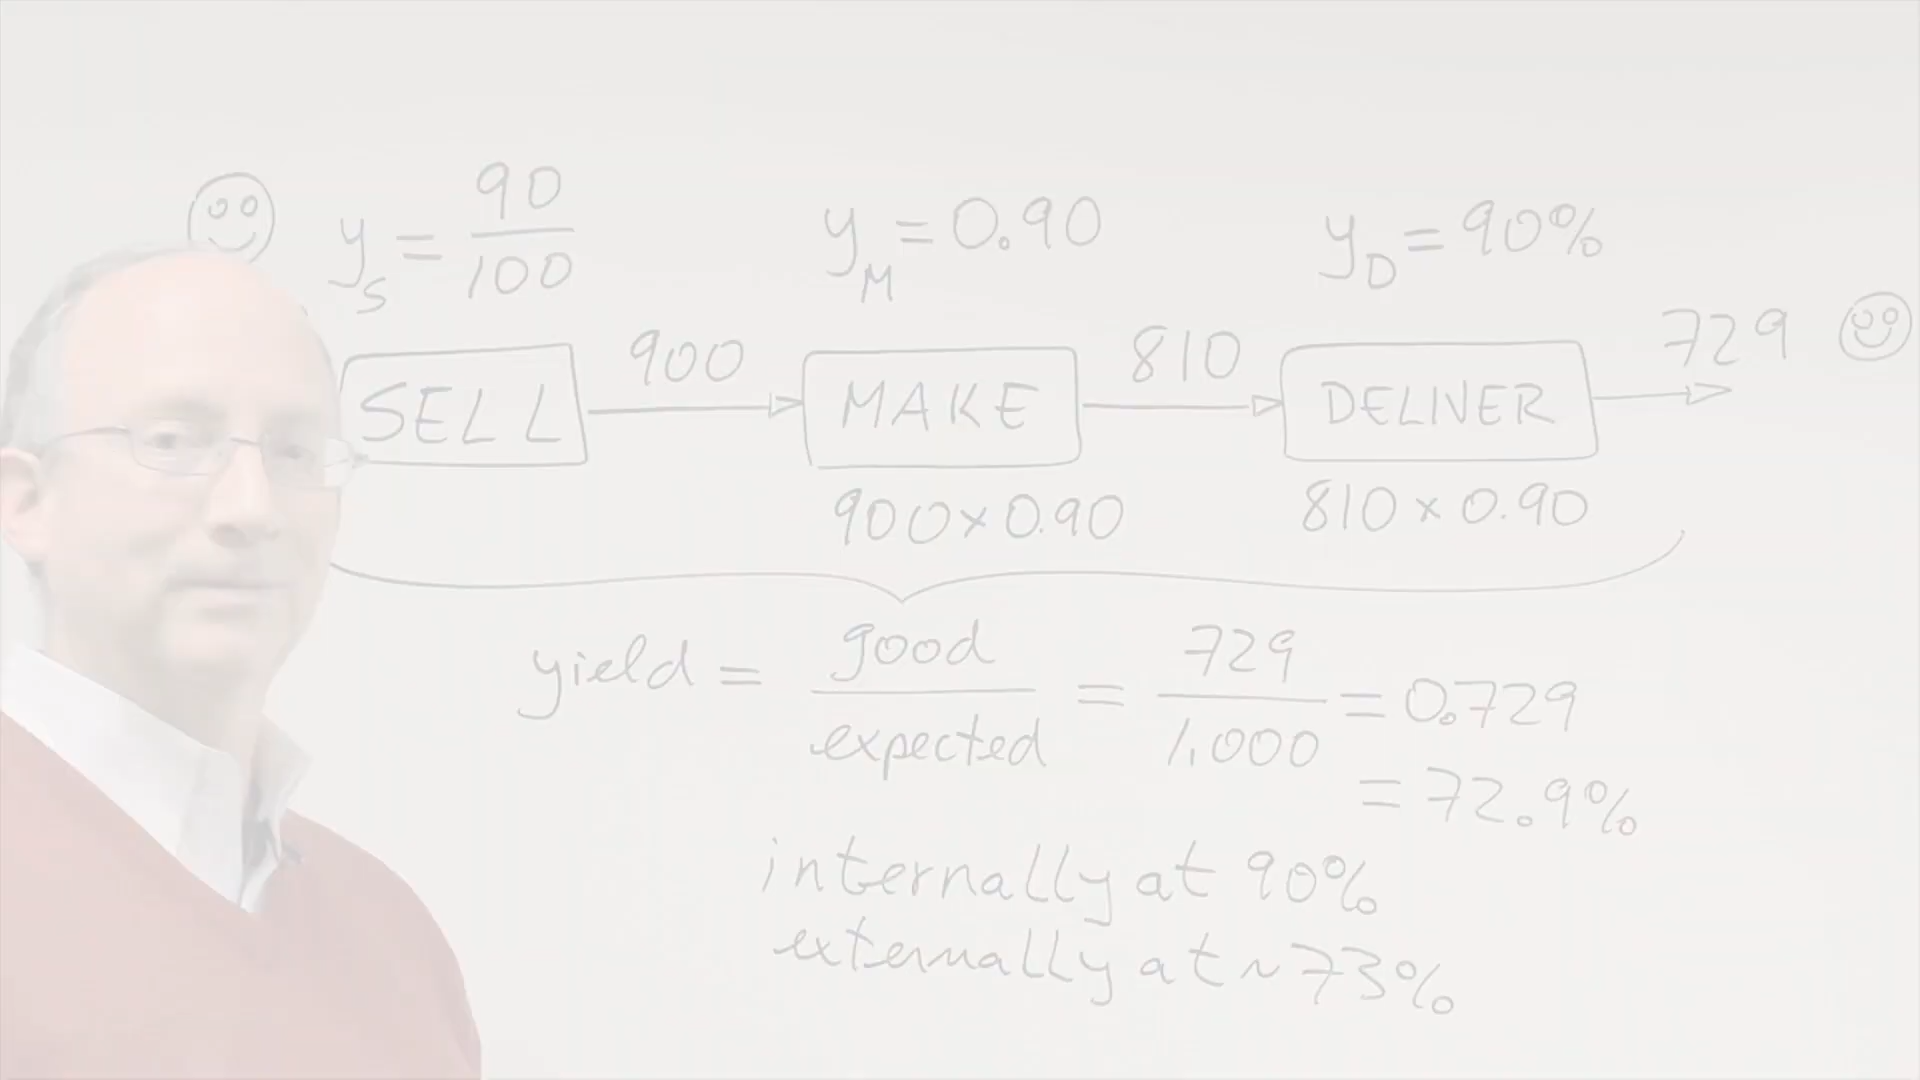 y_S = 90/100
y_M = 0.90
y_D = 90%
SELL
900
MAKE
810
DELIVER
729
900 x 0.90
810 x 0.90
yield = good/expected = 729/1,000 = 0.729
= 72.9%
internally at 90%
externally at ~ 73%